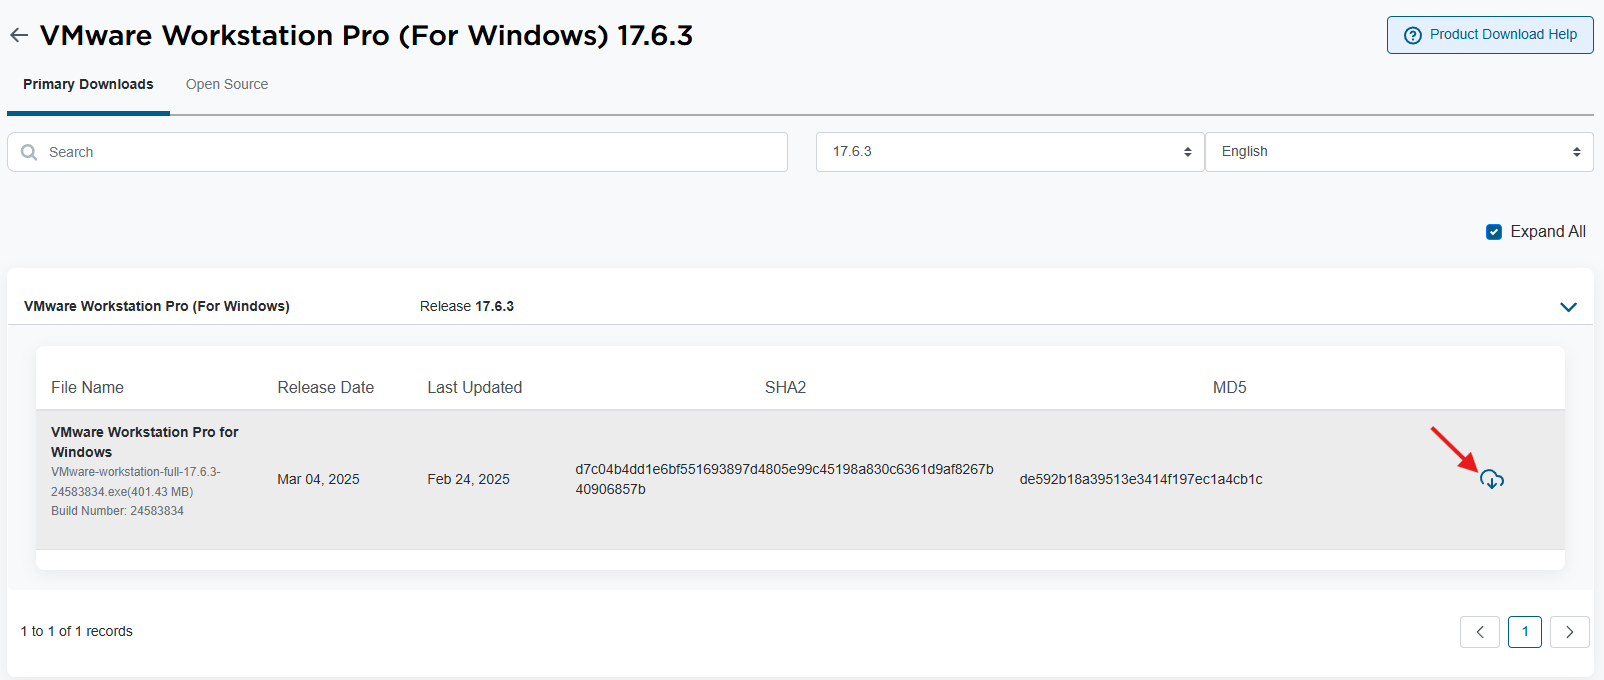 VMware Workstation Pro (For Windows) 17.6.3
Product Download Help
Primary Downloads
Open Source
Search
17.6.3
English
Expand All
VMware Workstation Pro (For Windows)
Release 17.6.3
File Name
Release Date
Last Updated
SHA2
MD5
VMware Workstation Pro for
Windows
VMware-workstation-full-17.6.3-
24583834.exe(401.43 MB)
Build Number: 24583834
Mar 04, 2025
Feb 24, 2025
d7c04b4dd1e6bf551693897d4805e99c45198a830c6361d9af8267b
40906857b
de592b18a39513e3414f197ec1a4cb1c
1 to 1 of 1 records
1